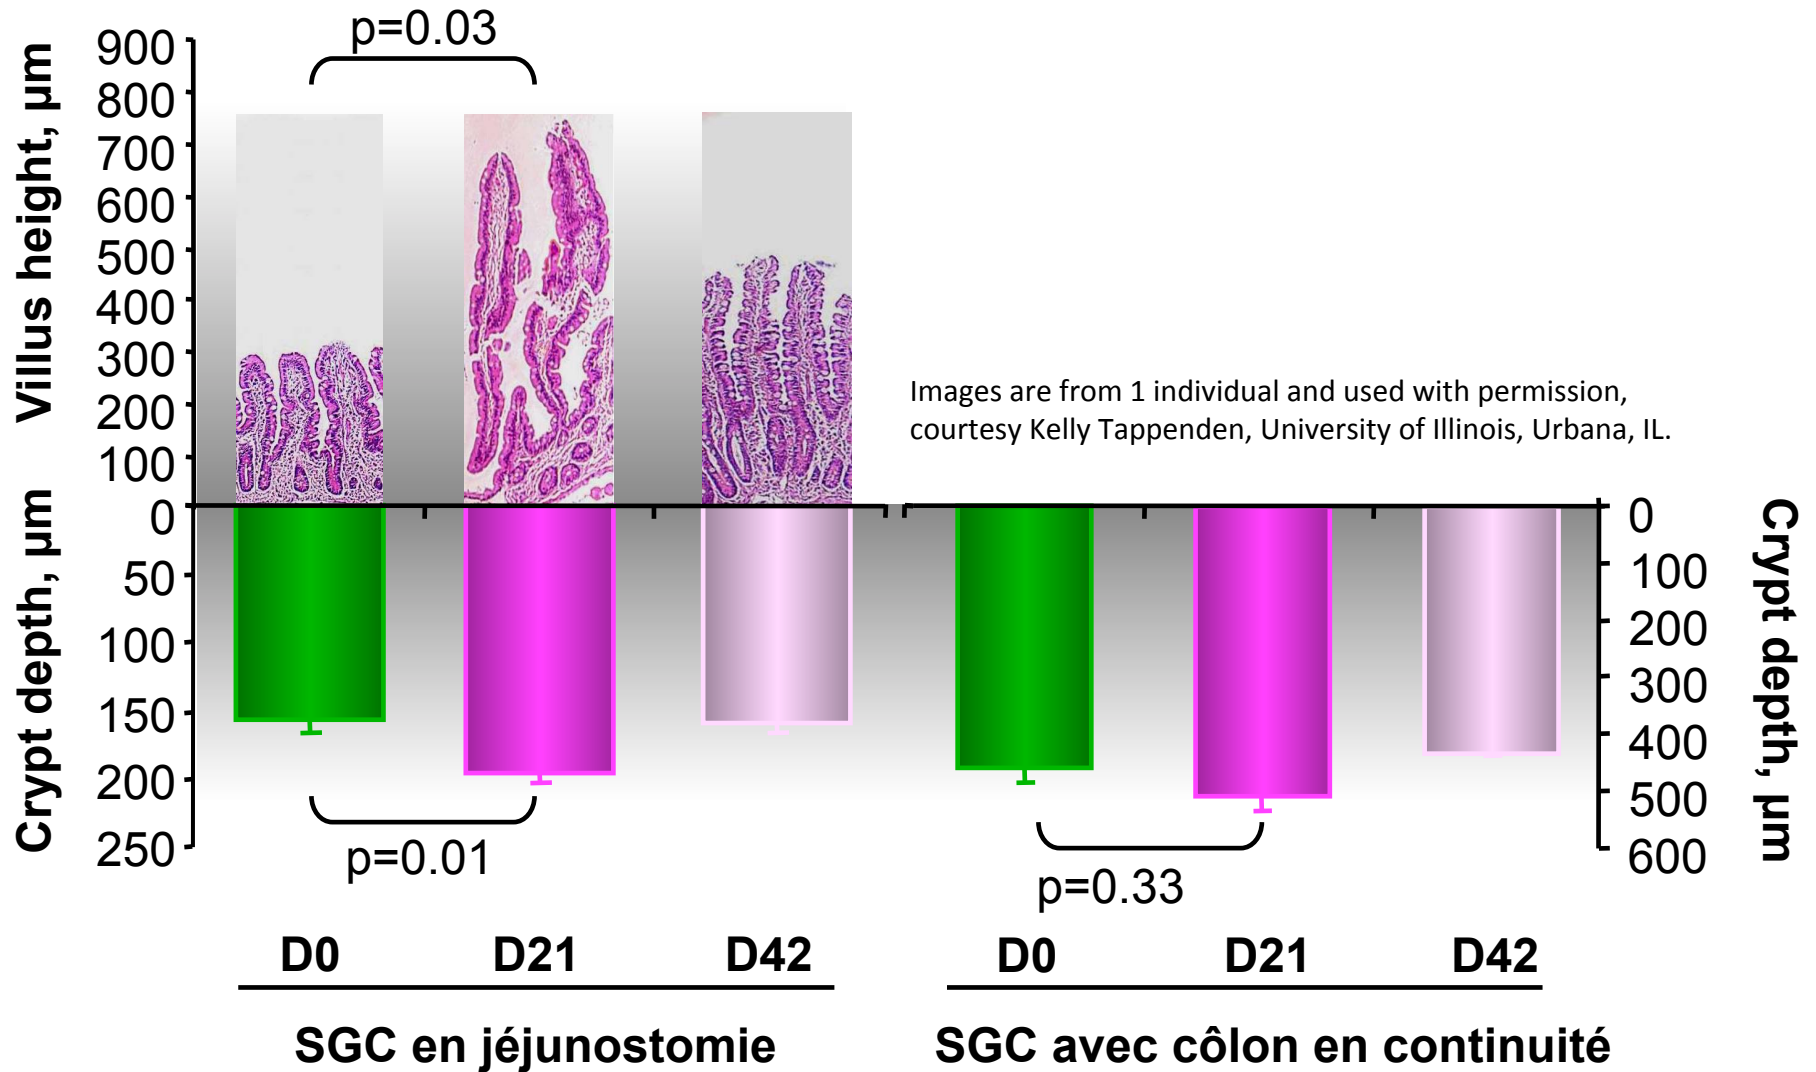 p=0.03
Villus height, µm
900
800
700
600
500
400
300
200
100
0
Images are from 1 individual and used with permission,
courtesy Kelly Tappenden, University of Illinois, Urbana, IL.
Crypt depth, µm
50
100
150
200
250
0
100
200
300
400
500
600
Crypt depth, µm
p=0.01
p=0.33
D0 D21 D42 D0 D21 D42
SGC en jéjunostomie SGC avec côlon en continuité